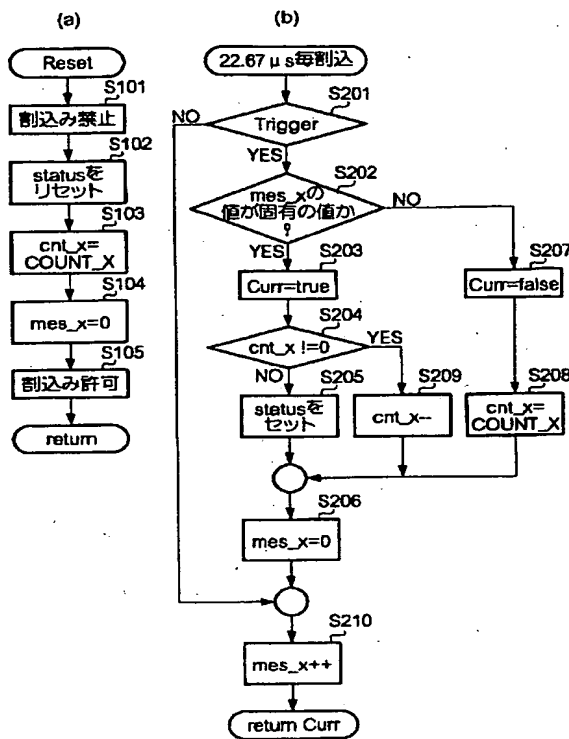 (a)
Reset
S101
割込み禁止
S102
statusを
リセット
S103
cnt_x=
COUNT_X
S104
mes_x=0
S105
割込み許可
return
(b)
22.67μs毎割込
S201
Trigger
NO
YES
S202
mes_xの
値が固有の値か
?
NO
YES
S203
Curr=true
S207
Curr=false
S204
cnt_x !=0
YES
NO
S205
statusを
セット
S209
cnt_x--
S208
cnt_x=
COUNT_X
S206
mes_x=0
S210
mes_x++
return Curr